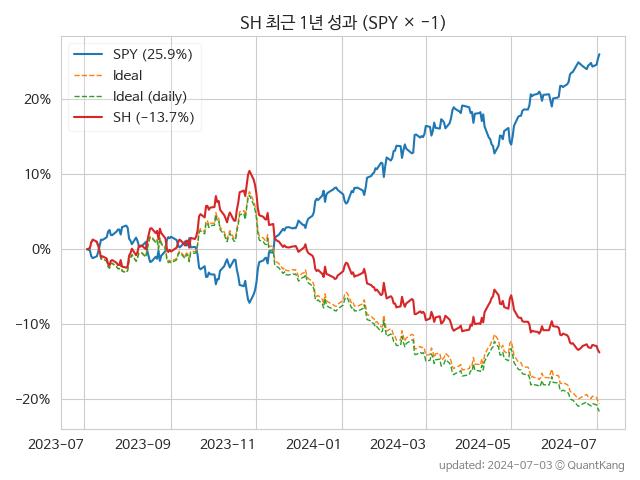 SH 최근 1년 성과 (SPY × −1)
SPY (25.9%)
Ideal
Ideal (daily)
SH (−13.7%)
20%
10%
0%
−10%
−20%
2023−07
2023−09
2023−11
2024−01
2024−03
2024−05
2024−07
updated: 2024-07-03 © QuantKang